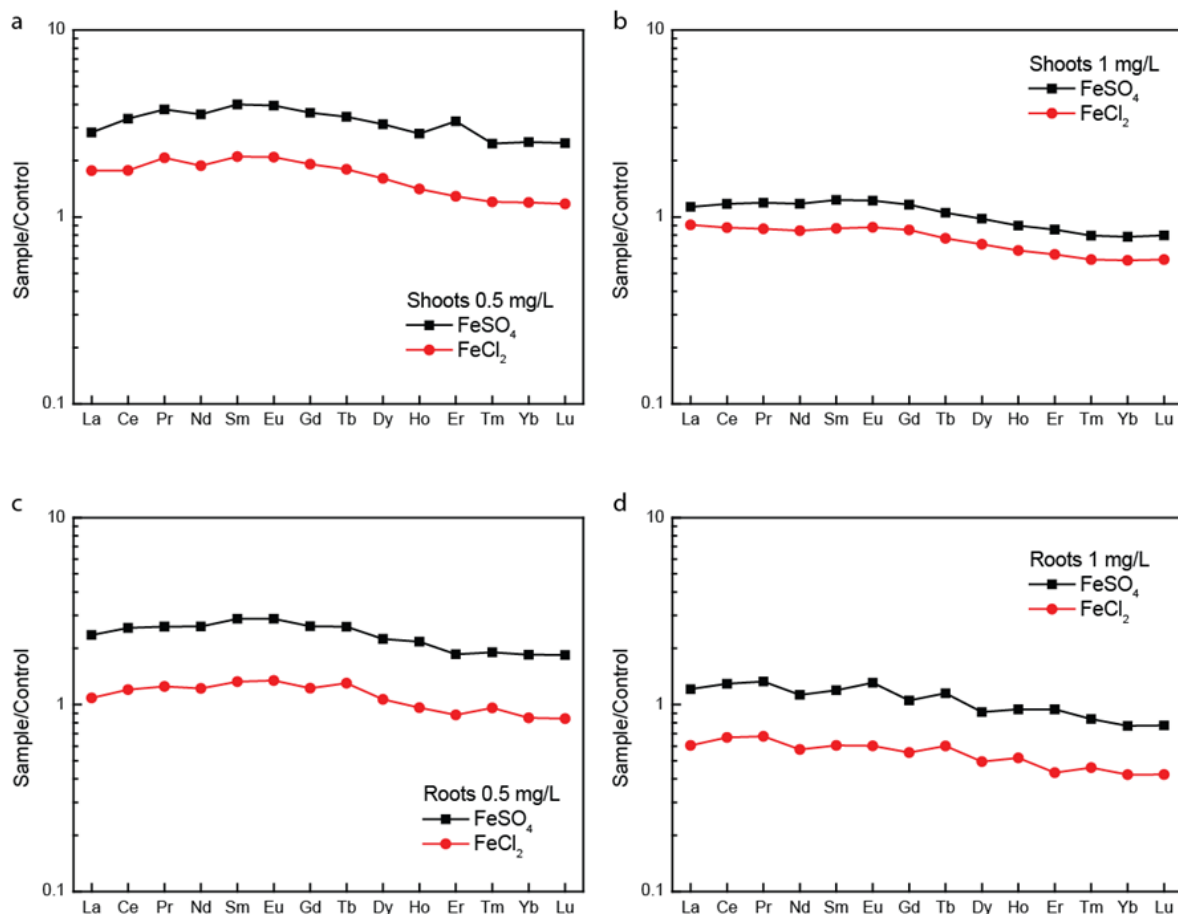 a
10
1
0.1
Sample/Control
Shoots 0.5 mg/L
FeSO4
FeCl2
La Ce Pr Nd Sm Eu Gd Tb Dy Ho Er Tm Yb Lu
b
10
1
0.1
Sample/Control
Shoots 1 mg/L
FeSO4
FeCl2
La Ce Pr Nd Sm Eu Gd Tb Dy Ho Er Tm Yb Lu
c
10
1
0.1
Sample/Control
Roots 0.5 mg/L
FeSO4
FeCl2
La Ce Pr Nd Sm Eu Gd Tb Dy Ho Er Tm Yb Lu
d
10
1
0.1
Sample/Control
Roots 1 mg/L
FeSO4
FeCl2
La Ce Pr Nd Sm Eu Gd Tb Dy Ho Er Tm Yb Lu